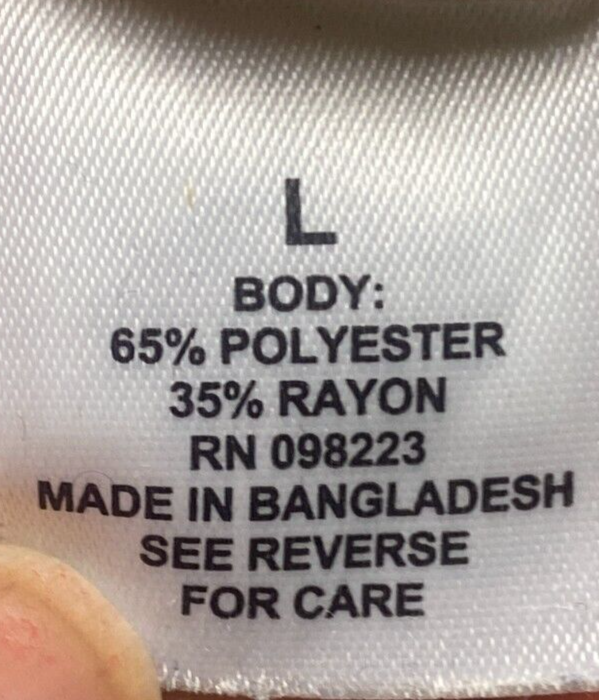 L
BODY:
65% POLYESTER
35% RAYON
RN 098223
MADE IN BANGLADESH
SEE REVERSE
FOR CARE